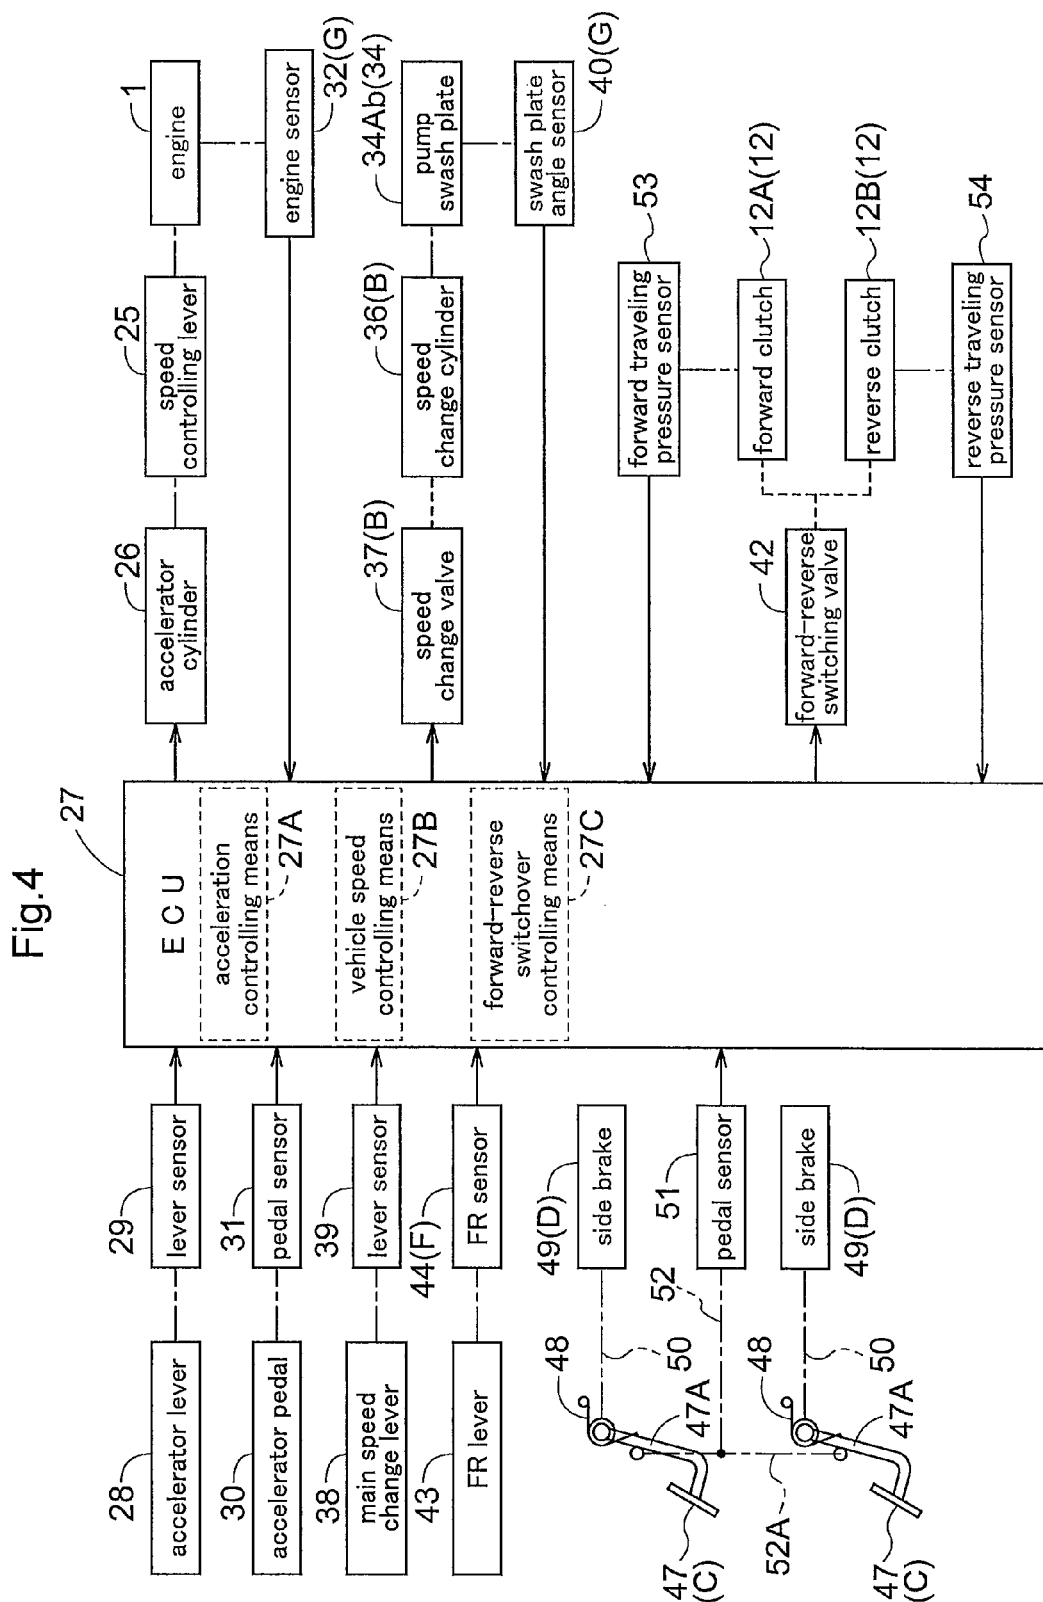 Fig.4
27
E C U
acceleration
controlling means
27A
vehicle speed
controlling means
27B
forward-reverse
switchover
controlling means
27C
28
accelerator lever
29
lever sensor
30
accelerator pedal
31
pedal sensor
38
main speed
change lever
39
lever sensor
43
FR lever
44(F)
FR sensor
49(D)
side brake
48
50
47A
47
(C)
52
51
pedal sensor
52A
49(D)
side brake
48
50
47A
47
(C)
26
accelerator
cylinder
25
speed
controlling lever
1
engine
32(G)
engine sensor
37(B)
speed
change valve
36(B)
speed
change cylinder
34Ab(34)
pump
swash plate
40(G)
swash plate
angle sensor
53
forward traveling
pressure sensor
12A(12)
forward clutch
42
forward-reverse
switching valve
12B(12)
reverse clutch
54
reverse traveling
pressure sensor